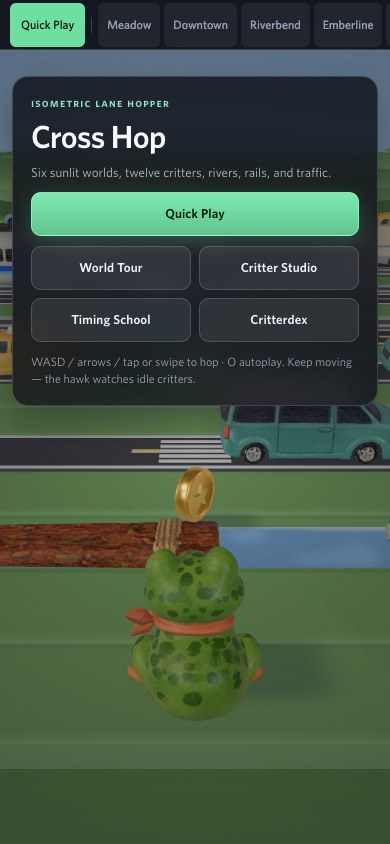 Quick Play
Meadow
Downtown
Riverbend
Emberline
ISOMETRIC LANE HOPPER
Cross Hop
Six sunlit worlds, twelve critters, rivers, rails, and traffic.
Quick Play
World Tour
Critter Studio
Timing School
Critterdex
WASD / arrows / tap or swipe to hop · O autoplay. Keep moving
— the hawk watches idle critters.